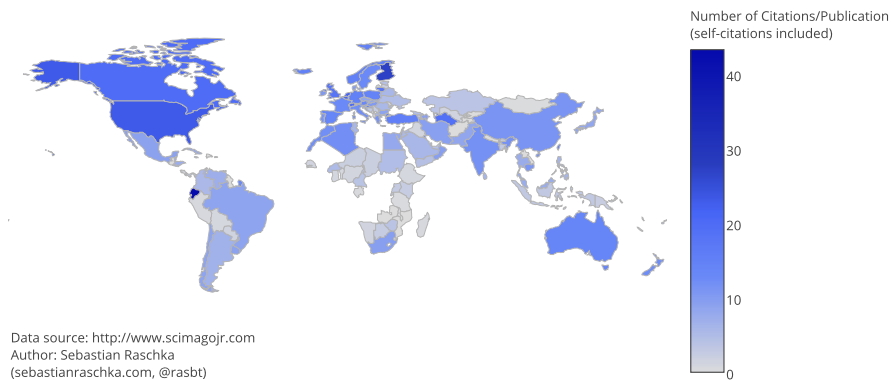 Number of Citations/Publication
(self-citations included)
40
30
20
10
0
Data source: http://www.scimagojr.com
Author: Sebastian Raschka
(sebastianraschka.com, @rasbt)